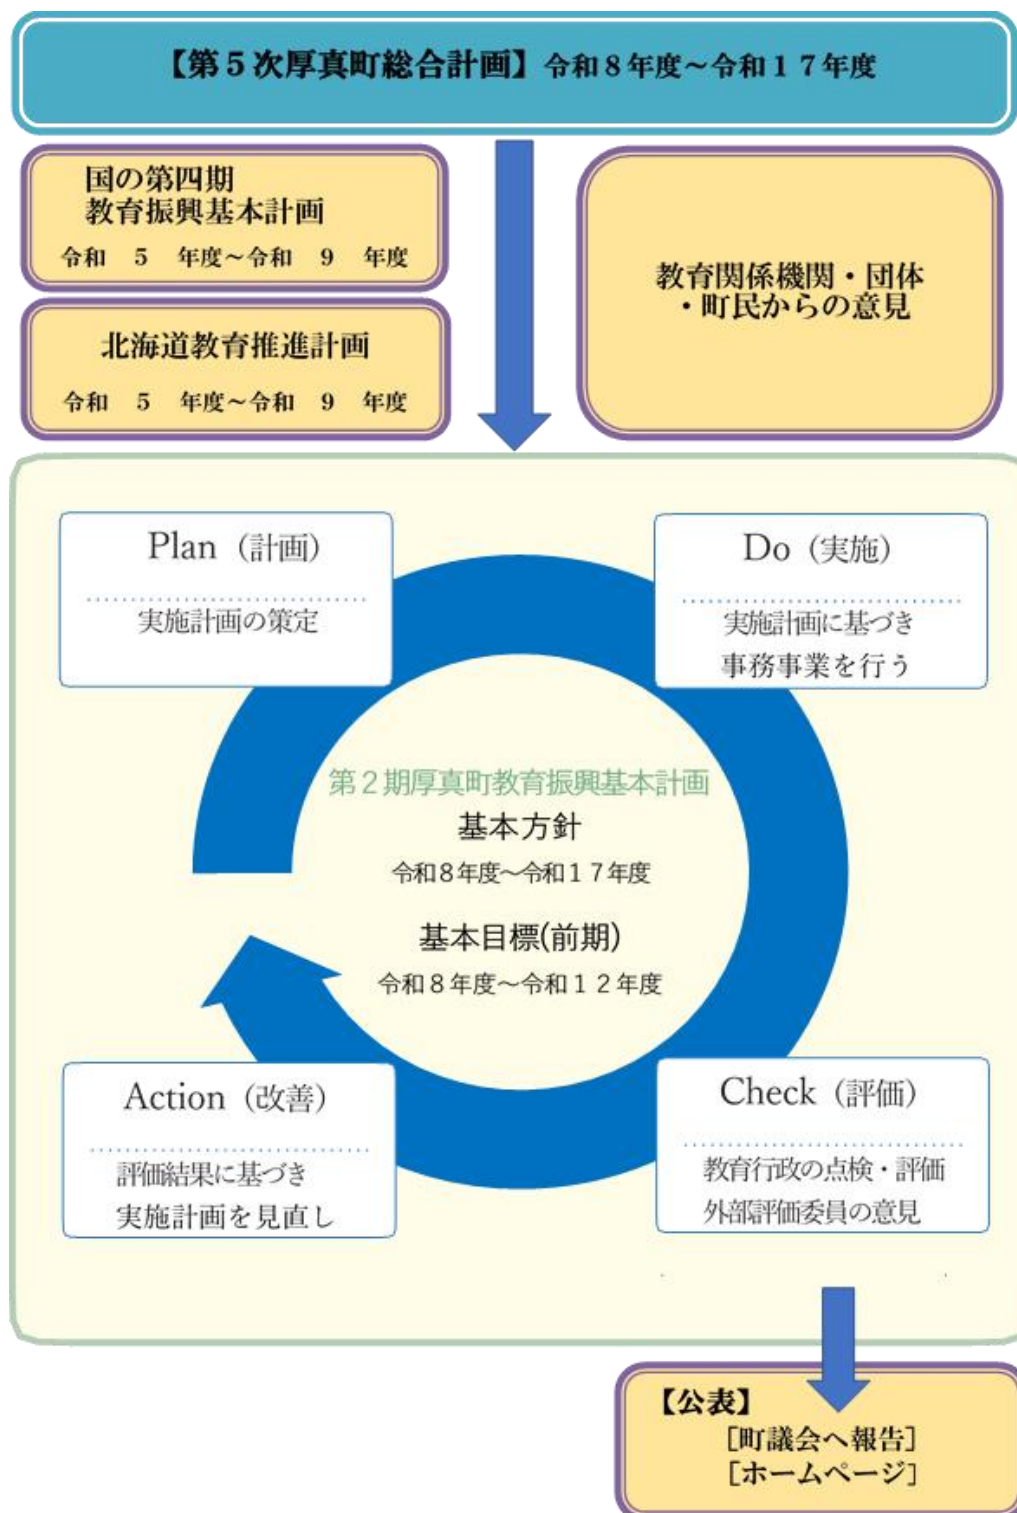 【第5次厚真町総合計画】令和8年度～令和17年度
国の第四期
教育振興基本計画
令和 5 年度～令和 9 年度
北海道教育推進計画
令和 5 年度～令和 9 年度
教育関係機関・団体
・町民からの意見
Plan（計画）
実施計画の策定
Do（実施）
実施計画に基づき
事務事業を行う
第2期厚真町教育振興基本計画
基本方針
令和8年度～令和17年度
基本目標(前期)
令和8年度～令和12年度
Action（改善）
評価結果に基づき
実施計画を見直し
Check（評価）
教育行政の点検・評価
外部評価委員の意見
【公表】
［町議会へ報告］
［ホームページ］